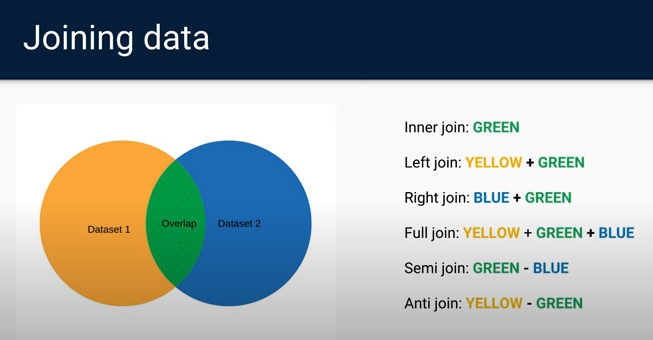 Joining data
Dataset 1
Overlap
Dataset 2
Inner join: GREEN
Left join: YELLOW + GREEN
Right join: BLUE + GREEN
Full join: YELLOW + GREEN + BLUE
Semi join: GREEN - BLUE
Anti join: YELLOW - GREEN